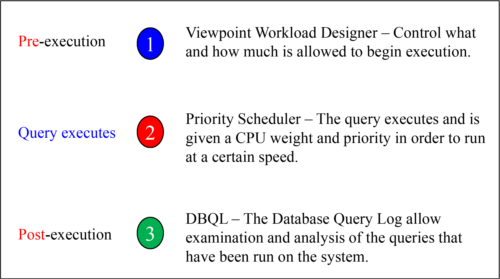 Pre-execution
1
Viewpoint Workload Designer – Control what
and how much is allowed to begin execution.
Query executes
2
Priority Scheduler – The query executes and is
given a CPU weight and priority in order to run
at a certain speed.
Post-execution
3
DBQL – The Database Query Log allow
examination and analysis of the queries that
have been run on the system.